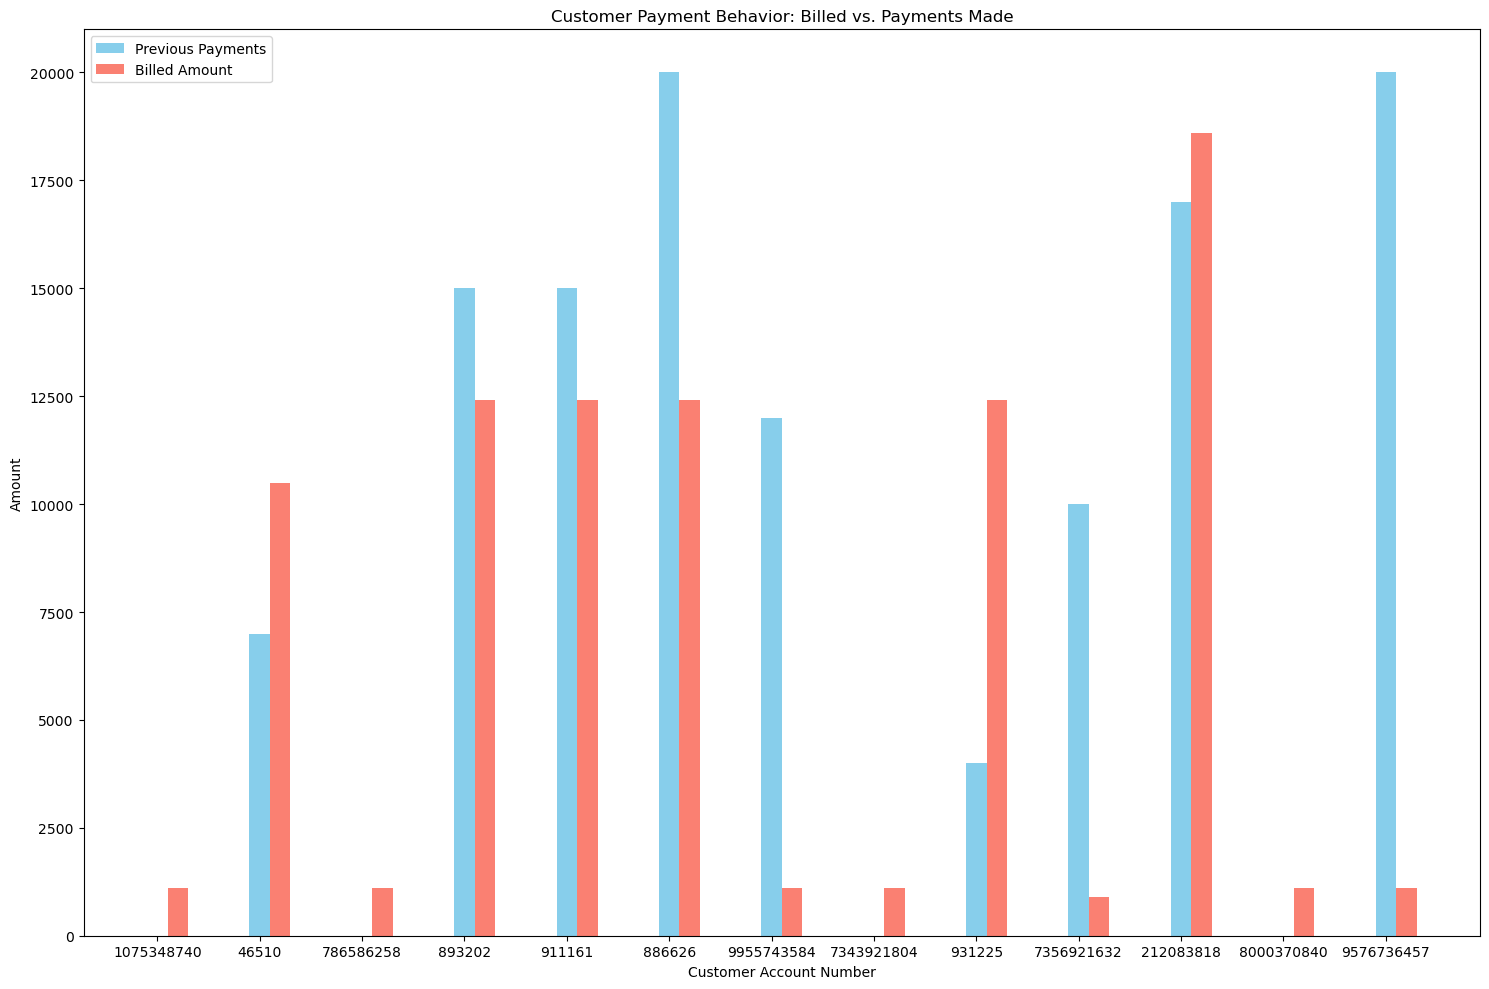 Customer Payment Behavior: Billed vs. Payments Made
Previous Payments
Billed Amount
20000
17500
15000
12500
10000
7500
5000
2500
0
Amount
1075348740 46510 786586258 893202 911161 886626 9955743584 7343921804 931225 7356921632 212083818 8000370840 9576736457
Customer Account Number